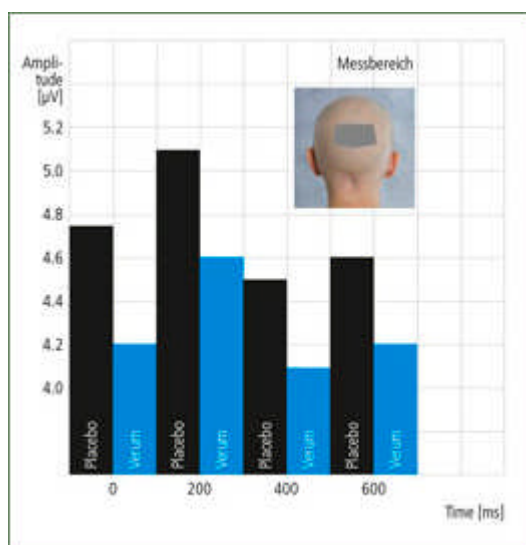 Ampli-
tude
[µV]
Messbereich
5.2
5.0
4.8
4.6
4.4
4.2
4.0
Placebo
Verum
Placebo
Verum
Placebo
Verum
Placebo
Verum
0 200 400 600
Time [ms]